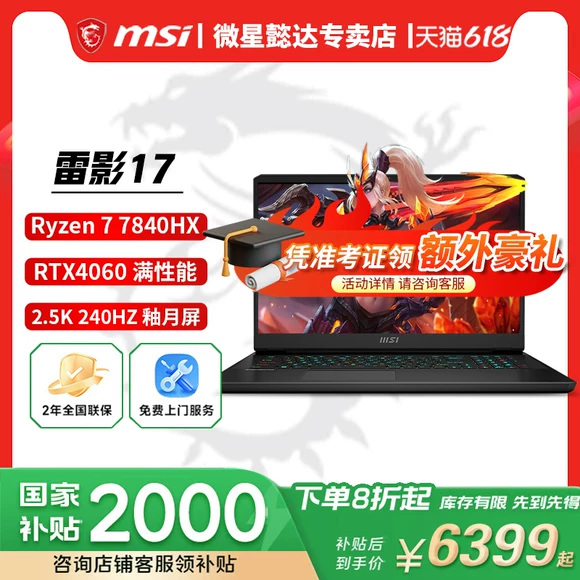 msi | 微星懿达专卖店 | 天猫618
雷影17
Ryzen 7 7840HX
RTX4060 满性能
2.5K 240HZ 釉月屏
凭准考证领 额外豪礼
活动详情 请咨询客服
msi
2年全国联保
免费上门服务
国家补贴 2000
咨询店铺客服领补贴
下单8折起 库存有限 先到先得
补贴后到手价 ¥6399起